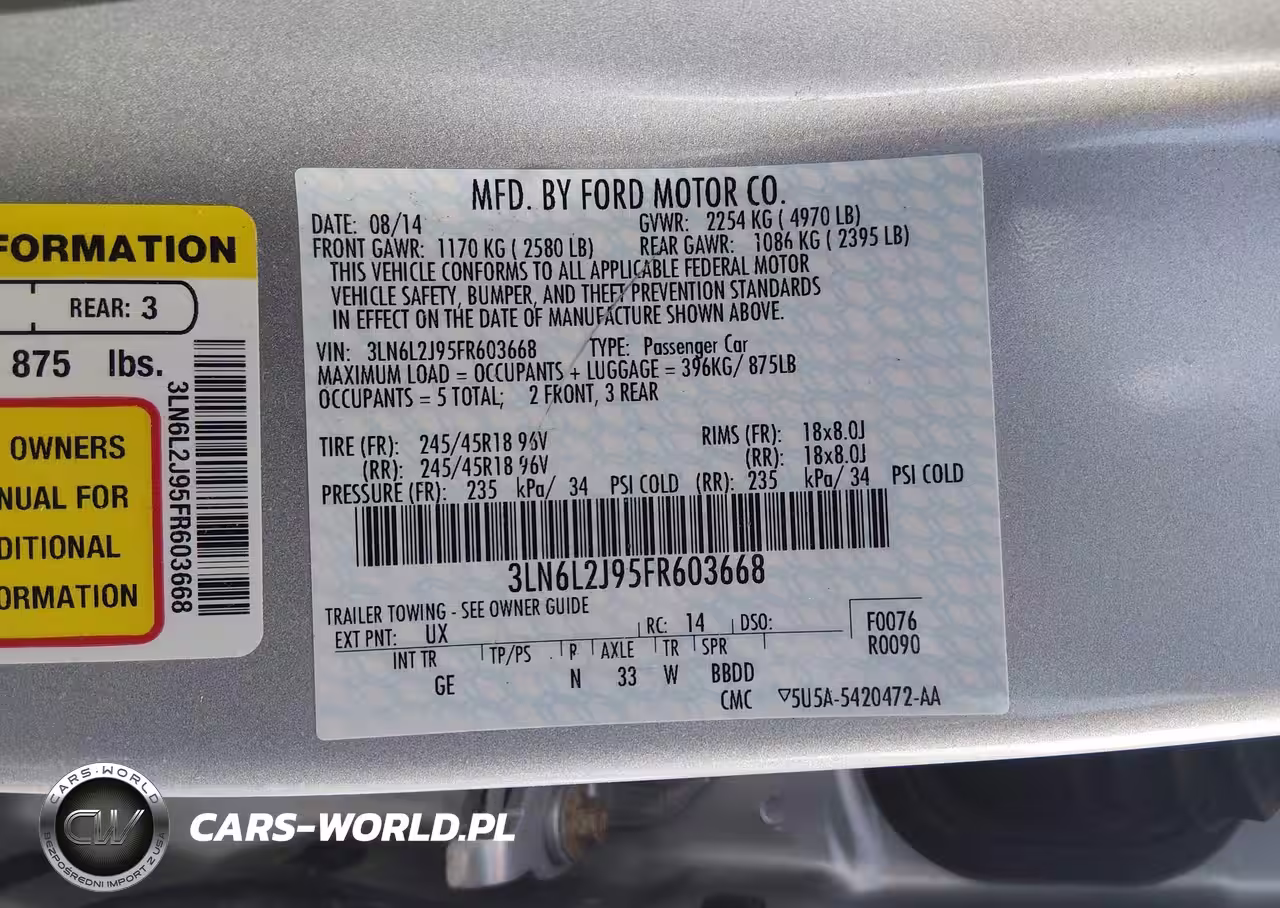 FORMATION
REAR: 3
875 lbs.
OWNERS
NUAL FOR
DITIONAL
ORMATION
3LN6L2J95FR603668
MFD. BY FORD MOTOR CO.
DATE: 08/14 GVWR: 2254 KG ( 4970 LB)
FRONT GAWR: 1170 KG ( 2580 LB) REAR GAWR: 1086 KG ( 2395 LB)
THIS VEHICLE CONFORMS TO ALL APPLICABLE FEDERAL MOTOR
VEHICLE SAFETY, BUMPER, AND THEFT PREVENTION STANDARDS
IN EFFECT ON THE DATE OF MANUFACTURE SHOWN ABOVE.
VIN: 3LN6L2J95FR603668 TYPE: Passenger Car
MAXIMUM LOAD = OCCUPANTS + LUGGAGE = 396KG/ 875LB
OCCUPANTS = 5 TOTAL; 2 FRONT, 3 REAR
TIRE (FR): 245/45R18 96V RIMS (FR): 18x8.0J
(RR): 245/45R18 96V (RR): 18x8.0J
PRESSURE (FR): 235 kPa/ 34 PSI COLD (RR): 235 kPa/ 34 PSI COLD
3LN6L2J95FR603668
TRAILER TOWING - SEE OWNER GUIDE
EXT PNT: UX RC: 14 DSO: F0076
R0090
INT TR TP/PS R AXLE TR SPR
GE N 33 W BBDD
CMC ▽5U5A-5420472-AA
CARS-WORLD
CW
BEZPOŚREDNI IMPORT Z USA
CARS-WORLD.PL